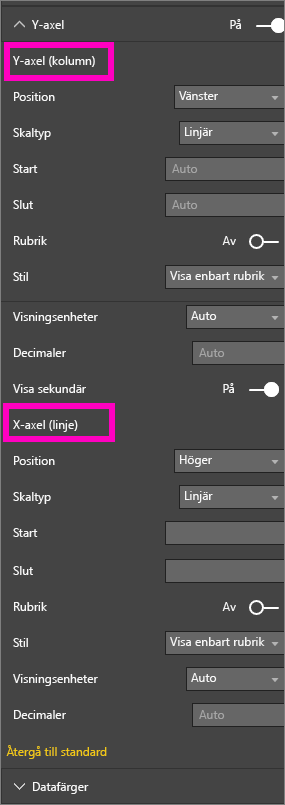 Y-axel På
Y-axel (kolumn)
Position Vänster
Skaltyp Linjär
Start Auto
Slut Auto
Rubrik Av
Stil Visa enbart rubrik
Visningsenheter Auto
Decimaler Auto
Visa sekundär På
X-axel (linje)
Position Höger
Skaltyp Linjär
Start
Slut
Rubrik Av
Stil Visa enbart rubrik
Visningsenheter Auto
Decimaler Auto
Återgå till standard
Datafärger